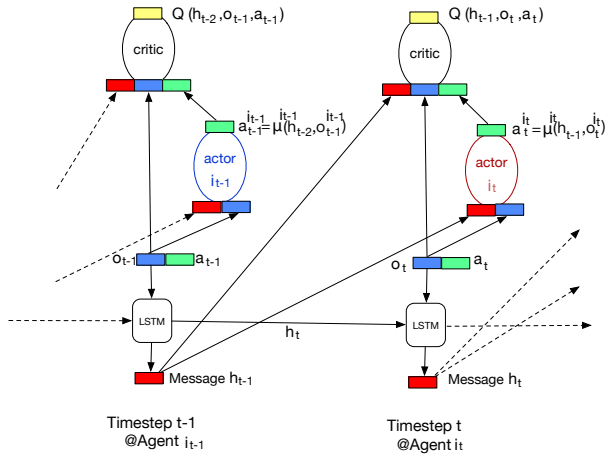 Q (h_{t-2}, o_{t-1}, a_{t-1})
critic
a_{t-1}^{i_{t-1}} = μ^{i_{t-1}}(h_{t-2}, o_{t-1}^{i_{t-1}})
actor
i_{t-1}
o_{t-1}
a_{t-1}
LSTM
h_t
Message h_{t-1}
Timestep t-1
@Agent i_{t-1}
Q (h_{t-1}, o_t, a_t)
critic
a_t^{i_t} = μ^{i_t}(h_{t-1}, o_t^{i_t})
actor
i_t
o_t
a_t
LSTM
Message h_t
Timestep t
@Agent i_t